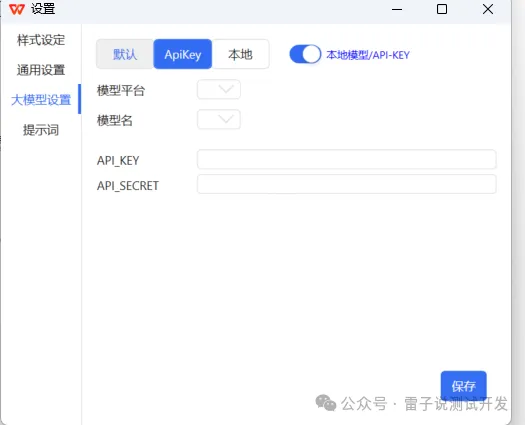 设置
样式设定
通用设置
大模型设置
提示词
默认 ApiKey 本地 本地模型/API-KEY
模型平台
模型名
API_KEY
API_SECRET
保存
公众号 · 雷子说测试开发